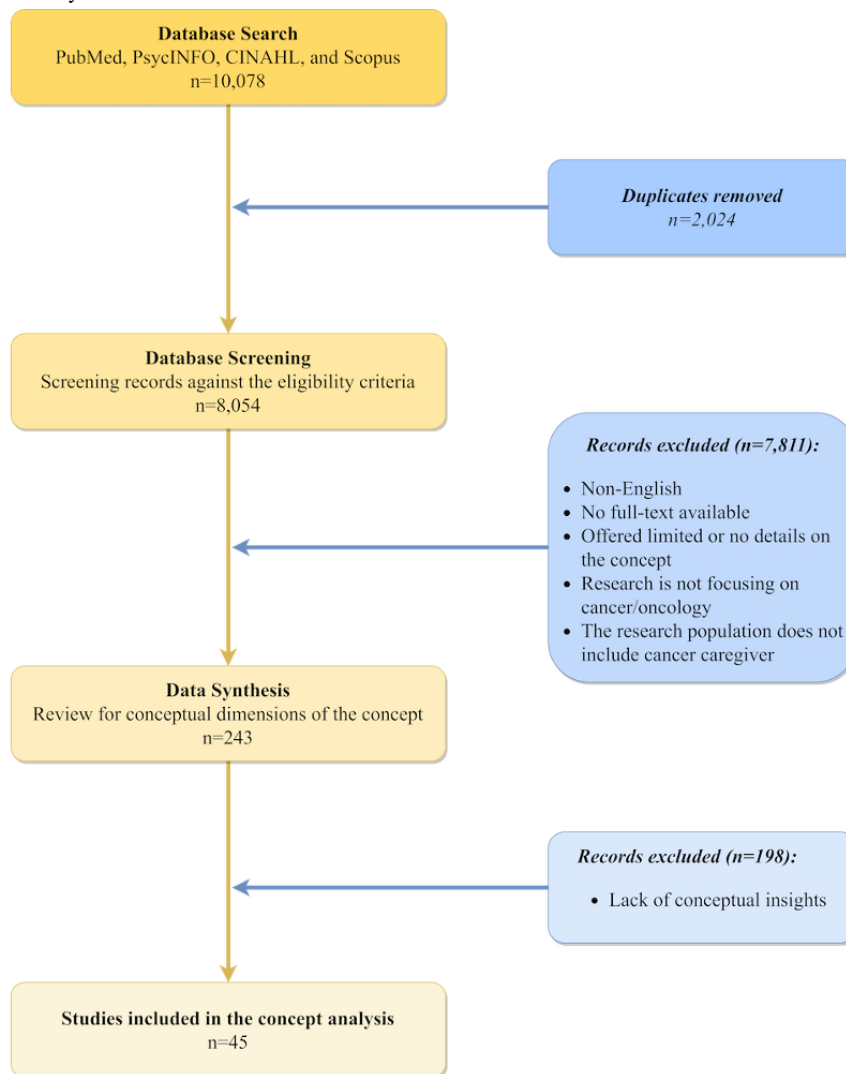 Database Search
PubMed, PsycINFO, CINAHL, and Scopus
n=10,078
Duplicates removed
n=2,024
Database Screening
Screening records against the eligibility criteria
n=8,054
Records excluded (n=7,811):
• Non-English
• No full-text available
• Offered limited or no details on
the concept
• Research is not focusing on
cancer/oncology
• The research population does not
include cancer caregiver
Data Synthesis
Review for conceptual dimensions of the concept
n=243
Records excluded (n=198):
• Lack of conceptual insights
Studies included in the concept analysis
n=45